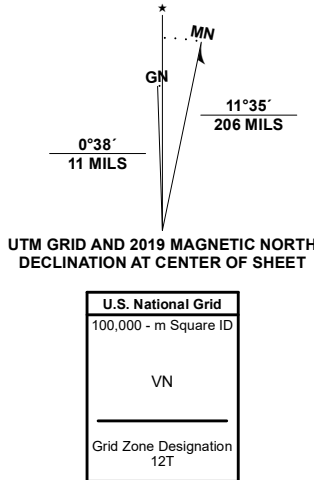 ★
MN
GN
11°35´
206 MILS
0°38´
11 MILS
UTM GRID AND 2019 MAGNETIC NORTH
DECLINATION AT CENTER OF SHEET
U.S. National Grid
100,000 - m Square ID
VN
Grid Zone Designation
12T